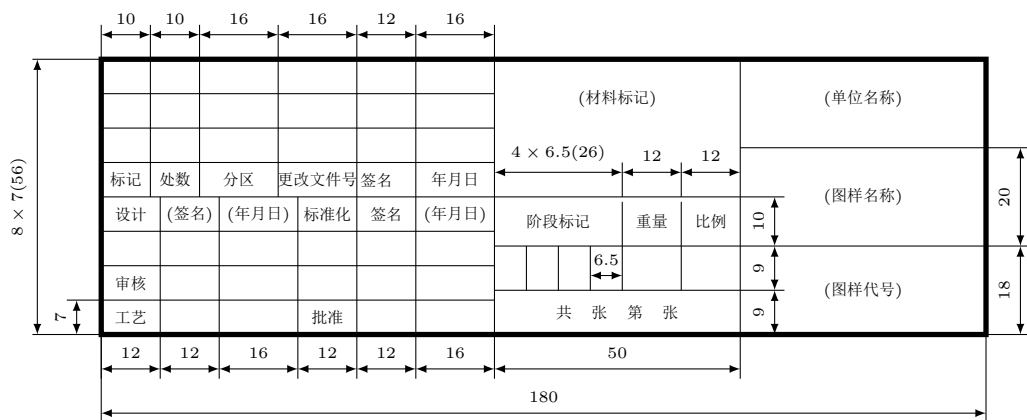 10 10 16 16 12 16
(材料标记) (单位名称)
4 × 6.5(26) 12 12
标记 处数 分区 更改文件号 签名 年月日
(图样名称) 20
8 × 7(56)
设计 (签名) (年月日) 标准化 签名 (年月日) 阶段标记 重量 比例 10
6.5 9
审核 (图样代号) 18
7 工艺 批准 共 张 第 张 9
12 12 16 12 12 16 50
180